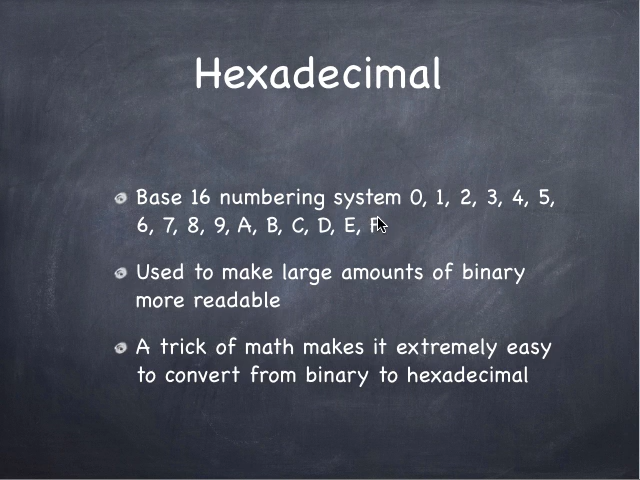 Hexadecimal
Base 16 numbering system 0, 1, 2, 3, 4, 5,
6, 7, 8, 9, A, B, C, D, E, F
Used to make large amounts of binary
more readable
A trick of math makes it extremely easy
to convert from binary to hexadecimal